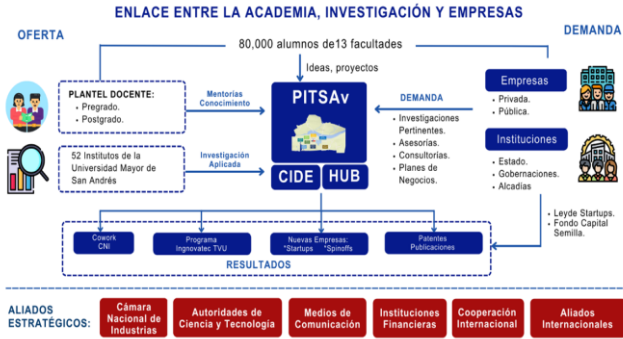 ENLACE ENTRE LA ACADEMIA, INVESTIGACIÓN Y EMPRESAS
OFERTA
DEMANDA
80,000 alumnos de13 facultades
Ideas, proyectos
PLANTEL DOCENTE:
• Pregrado.
• Postgrado.
Mentorías
Conocimiento
PITSAv
CIDE
HUB
DEMANDA
• Investigaciones
Pertinentes.
• Asesorías.
• Consultorias.
• Planes de
Negocios.
Empresas
• Privada.
• Pública.
Instituciones
• Estado.
• Gobernaciones.
• Alcadías
52 Institutos de la
Universidad Mayor de
San Andrés
Investigación
Aplicada
• Leyde Startups.
• Fondo Capital
Semilla.
Cowork
CNI
Programa
Ingnovatec TVU
Nuevas Empresas:
*Startups *Spinoffs
Patentes
Publicaciones
RESULTADOS
ALIADOS
ESTRATÉGICOS:
Cámara
Nacional de
Industrias
Autoridades de
Ciencia y Tecnología
Medios de
Comunicación
Instituciones
Financieras
Cooperación
Internacional
Aliados
Internacionales